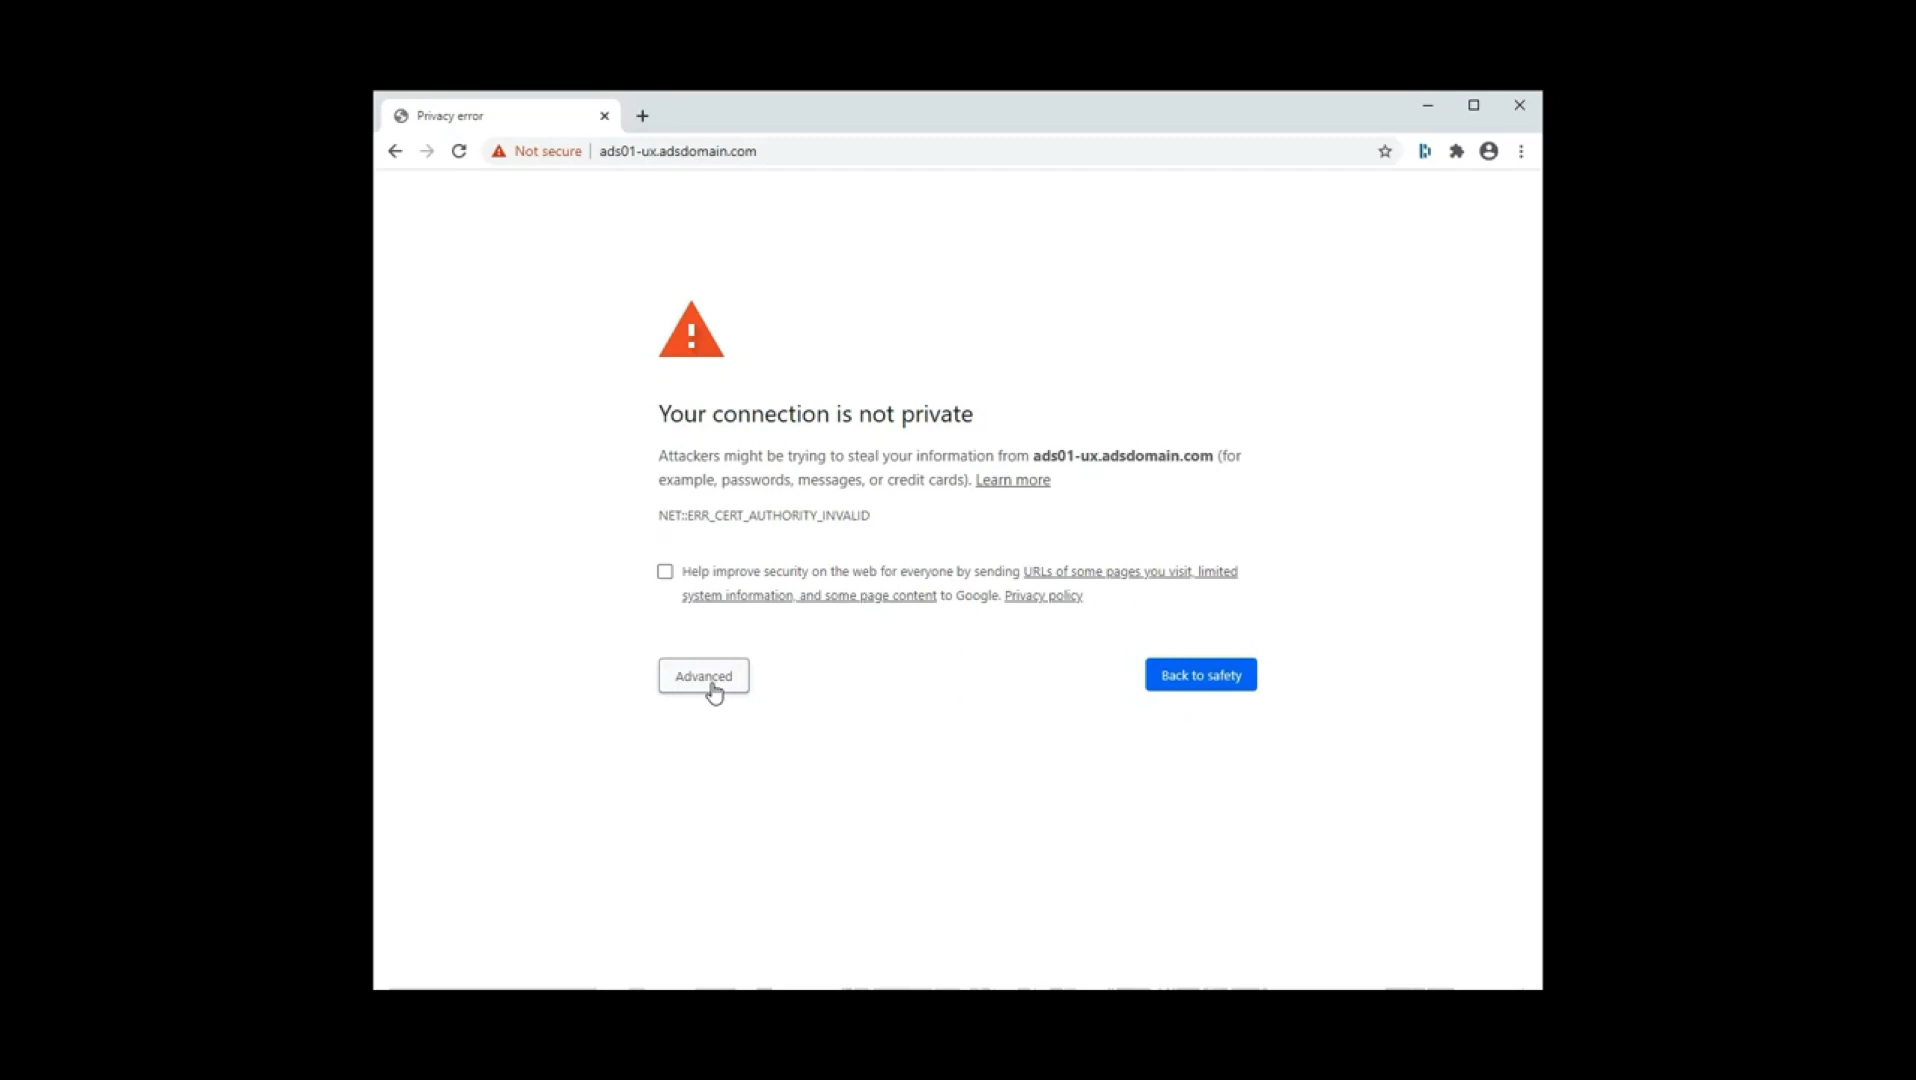 Privacy error
Not secure | ads01-ux.adsdomain.com
Your connection is not private
Attackers might be trying to steal your information from ads01-ux.adsdomain.com (for
example, passwords, messages, or credit cards). Learn more
NET::ERR_CERT_AUTHORITY_INVALID
Help improve security on the web for everyone by sending URLs of some pages you visit, limited
system information, and some page content to Google. Privacy policy
Advanced
Back to safety